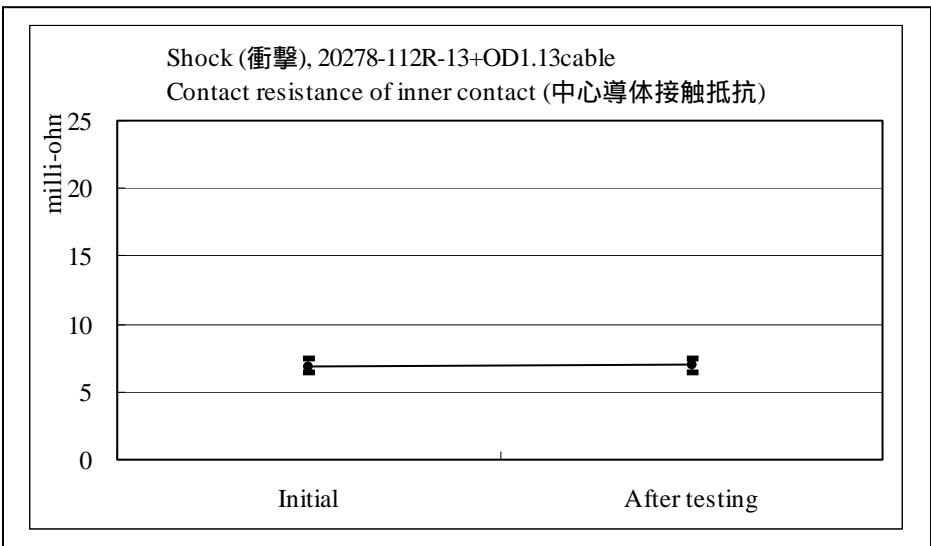 Shock (衝撃), 20278-112R-13+OD1.13cable
Contact resistance of inner contact (中心導体接触抵抗)
milli-ohm
25
20
15
10
5
0
Initial
After testing